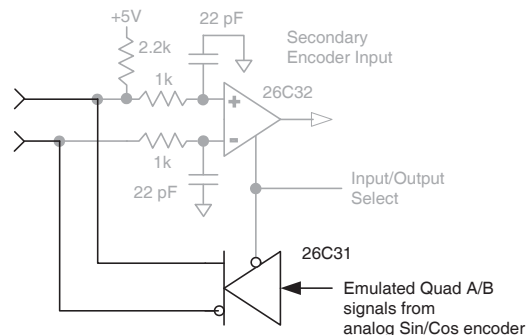 +5V
22 pF
2.2k
Secondary
Encoder Input
1k
26C32
+
-
1k
22 pF
Input/Output
Select
26C31
Emulated Quad A/B
signals from
analog Sin/Cos encoder